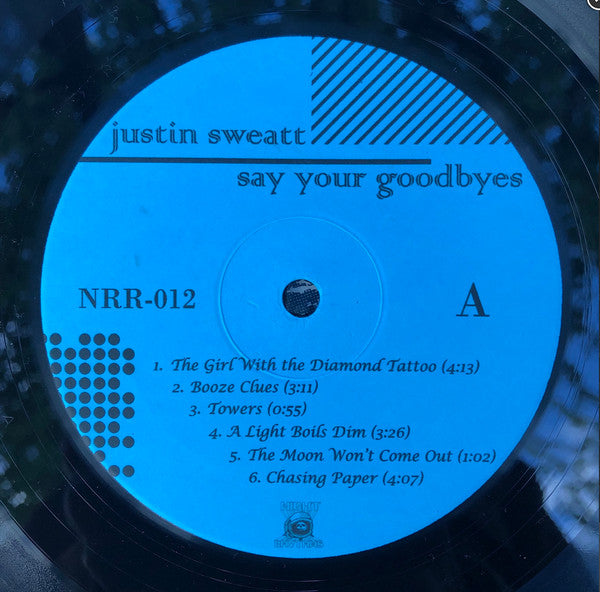 justin sweatt
say your goodbyes
NRR-012
A
1. The Girl With the Diamond Tattoo (4:13)
2. Booze Clues (3:11)
3. Towers (0:55)
4. A Light Boils Dim (3:26)
5. The Moon Won't Come Out (1:02)
6. Chasing Paper (4:07)
NIGHT